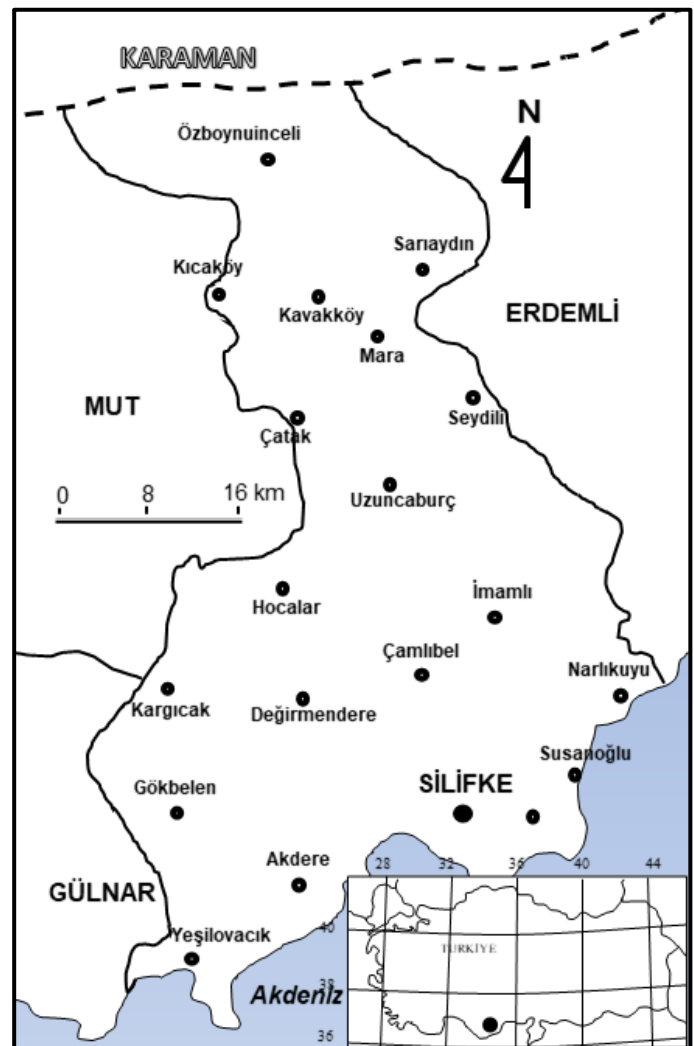 KARAMAN
N
Özboynuinceli
Sarıaydın
Kıcaköy
Kavakköy
ERDEMLİ
Mara
MUT
Seydili
Çatak
0 8 16 km
Uzuncaburç
Hocalar
İmamlı
Çamlıbel
Narlıkuyu
Kargıcak
Değirmendere
Susanoğlu
Gökbelen
SİLİFKE
Akdere
28 32 36 40 44
GÜLNAR
40
Yeşilovacık
TURKİYE
38
Akdeniz
36